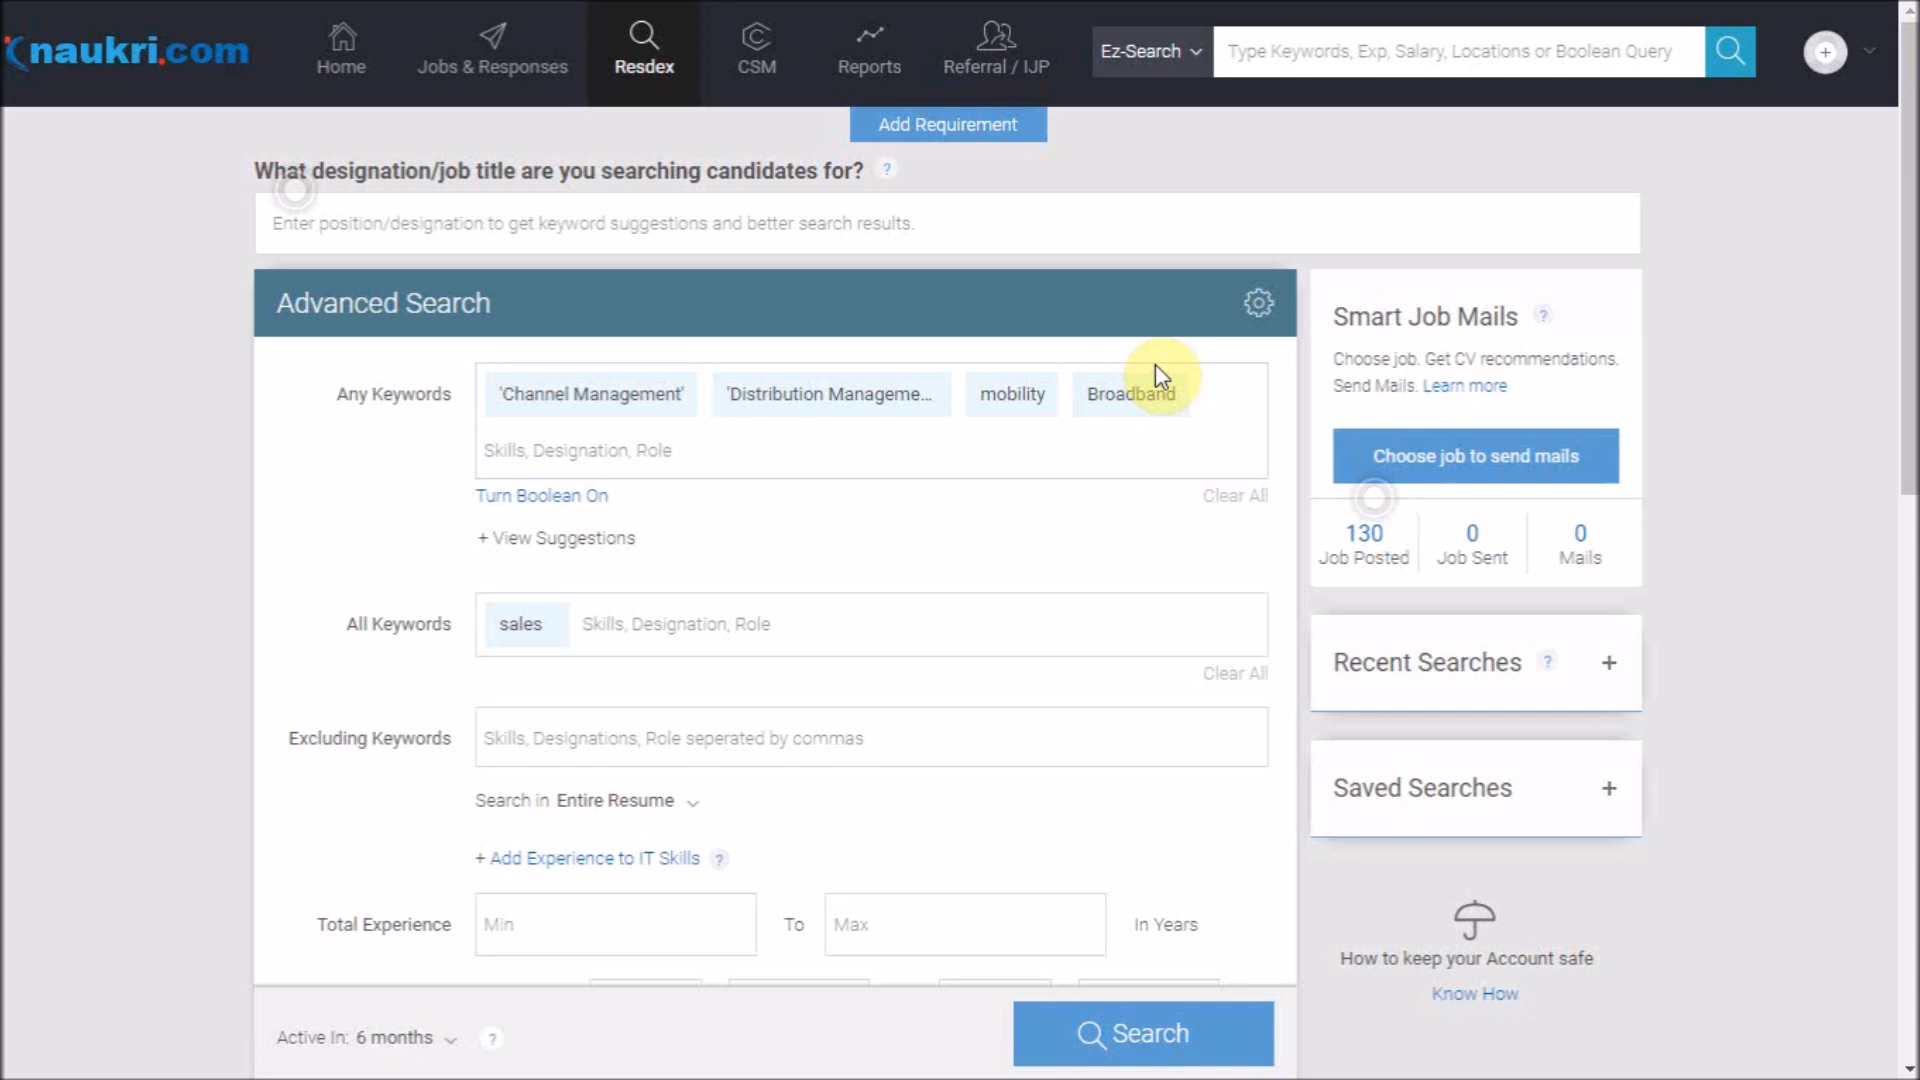 naukri.com
Home
Jobs & Responses
Resdex
CSM
Reports
Referral / IJP
Ez-Search
Type Keywords, Exp, Salary, Locations or Boolean Query
Add Requirement
What designation/job title are you searching candidates for? ?
Enter position/designation to get keyword suggestions and better search results.
Advanced Search
Any Keywords
'Channel Management'
'Distribution Manageme...
mobility
Broadband
Skills, Designation, Role
Turn Boolean On
Clear All
+ View Suggestions
All Keywords
sales
Skills, Designation, Role
Clear All
Excluding Keywords
Skills, Designations, Role seperated by commas
Search in Entire Resume
+ Add Experience to IT Skills ?
Total Experience
Min
To
Max
In Years
Active In: 6 months
?
Search
Smart Job Mails ?
Choose job. Get CV recommendations.
Send Mails. Learn more
Choose job to send mails
130
Job Posted
0
Job Sent
0
Mails
Recent Searches ? +
Saved Searches +
How to keep your Account safe
Know How